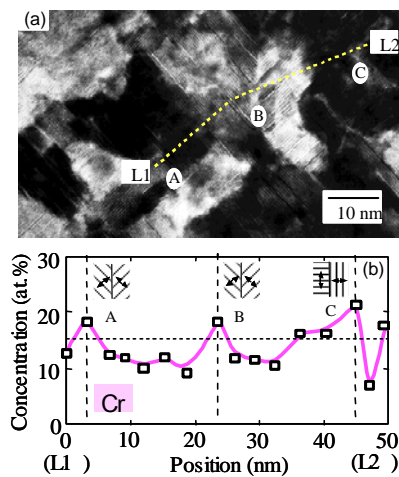 (a)
L2
C
B
A
L1
10 nm
(b)
30
20
10
0
Concentration (at.%)
A
B
C
Cr
0 10 20 30 40 50
(L1) Position (nm) (L2)